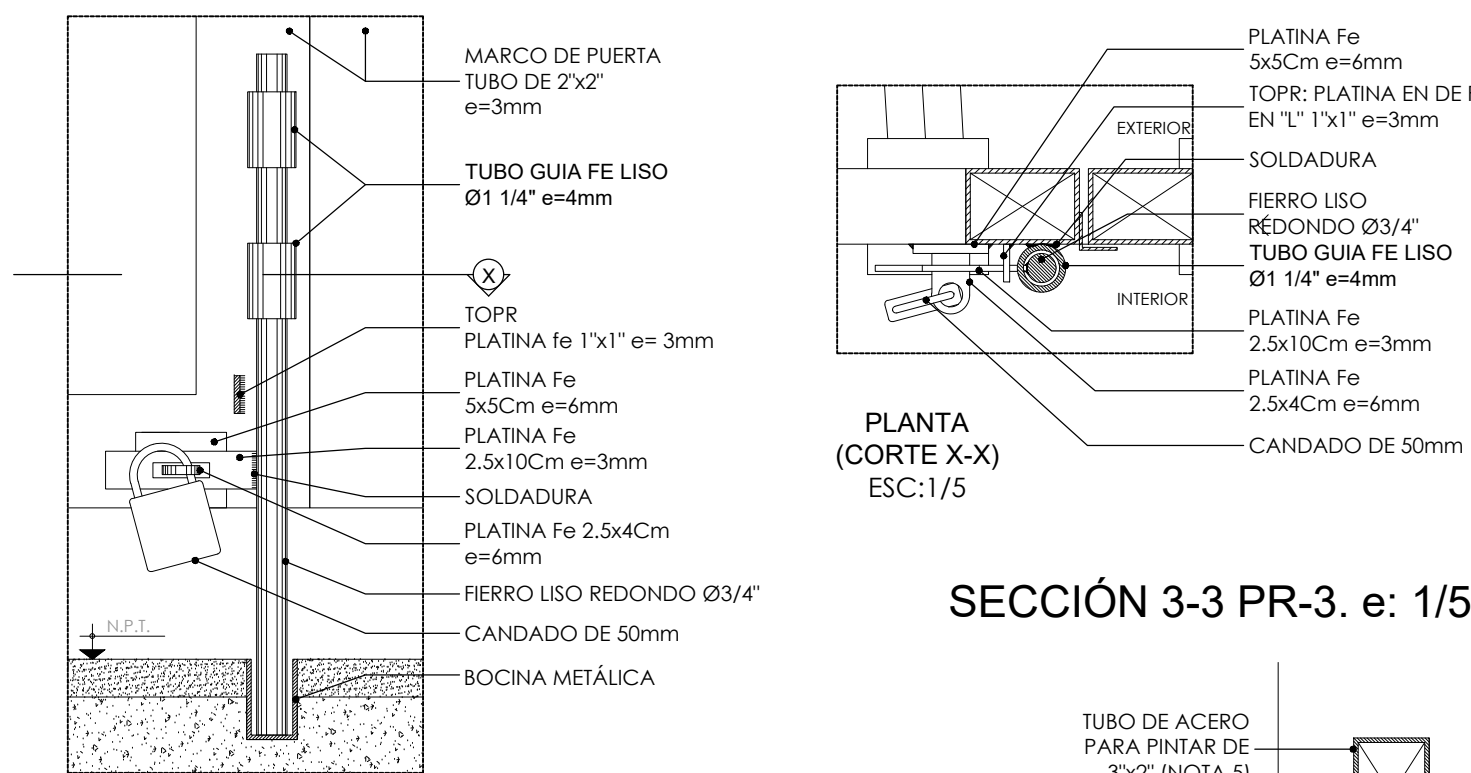 MARCO DE PUERTA
TUBO DE 2"x2"
e=3mm
TUBO GUIA FE LISO
Ø1 1/4" e=4mm
X
TOPR
PLATINA fe 1"x1" e= 3mm
PLATINA Fe
5x5Cm e=6mm
PLATINA Fe
2.5x10Cm e=3mm
SOLDADURA
PLATINA Fe 2.5x4Cm
e=6mm
FIERRO LISO REDONDO Ø3/4"
CANDADO DE 50mm
BOCINA METÁLICA
N.P.T.
PLATINA Fe
5x5Cm e=6mm
TOPR: PLATINA EN DE
EN "L" 1"x1" e=3mm
SOLDADURA
FIERRO LISO
REDONDO Ø3/4"
TUBO GUIA FE LISO
Ø1 1/4" e=4mm
PLATINA Fe
2.5x10Cm e=3mm
PLATINA Fe
2.5x4Cm e=6mm
CANDADO DE 50mm
EXTERIOR
INTERIOR
PLANTA
(CORTE X-X)
ESC:1/5
SECCIÓN 3-3 PR-3. e: 1/5
TUBO DE ACERO
PARA PINTAR DE
3"x2" (NOTA 5)